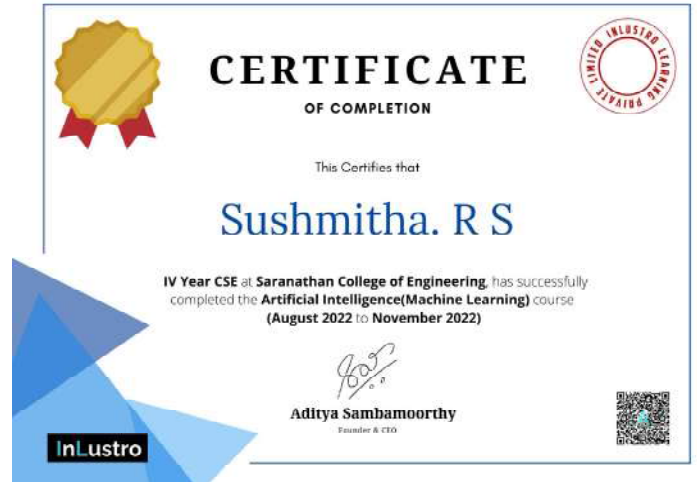 CERTIFICATE
OF COMPLETION
INLUSTRO LEARNING PRIVATE LIMITED
This Certifies that
Sushmitha. R S
IV Year CSE at Saranathan College of Engineering, has successfully
completed the Artificial Intelligence(Machine Learning) course
(August 2022 to November 2022)
Aditya Sambamoorthy
Founder & CEO
InLustro